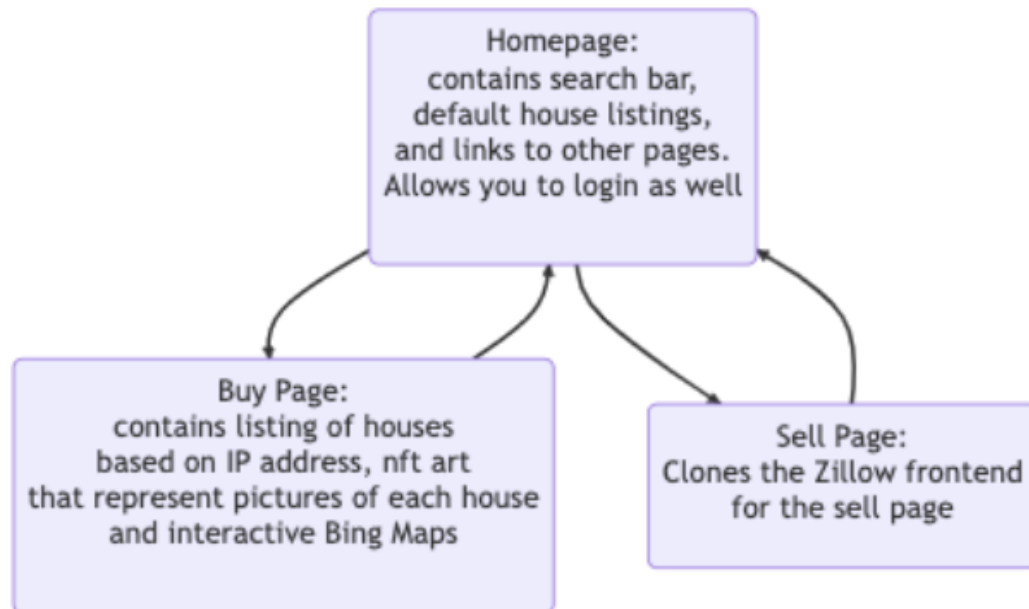 Homepage:
contains search bar,
default house listings,
and links to other pages.
Allows you to login as well
Buy Page:
contains listing of houses
based on IP address, nft art
that represent pictures of each house
and interactive Bing Maps
Sell Page:
Clones the Zillow frontend
for the sell page